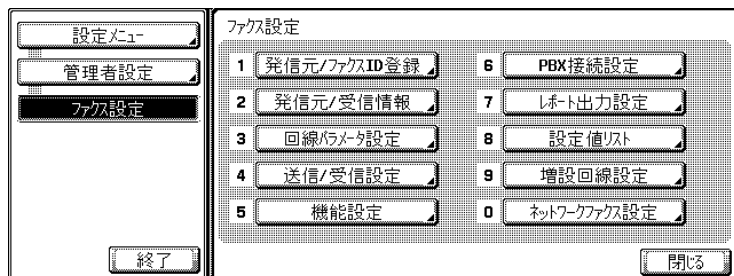 設定メニュー
管理者設定
ファクス設定
終了
ファクス設定
1 発信元/ファクスID登録
2 発信元/受信情報
3 回線パラメータ設定
4 送信/受信設定
5 機能設定
6 PBX接続設定
7 レポート出力設定
8 設定値リスト
9 増設回線設定
0 ネットワークファクス設定
閉じる